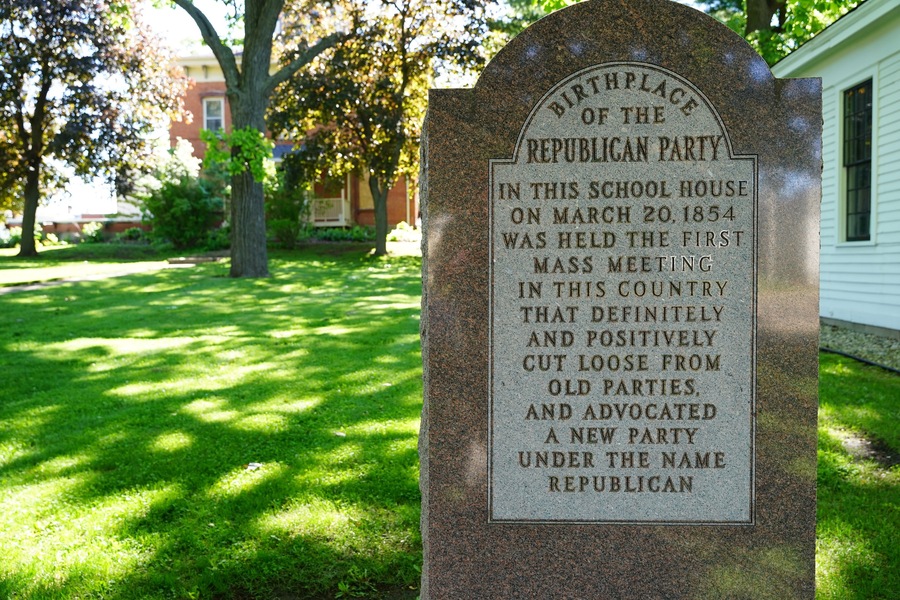 BIRTHPLACE
OF THE
REPUBLICAN PARTY
IN THIS SCHOOL HOUSE
ON MARCH 20, 1854
WAS HELD THE FIRST
MASS MEETING
IN THIS COUNTRY
THAT DEFINITELY
AND POSITIVELY
CUT LOOSE FROM
OLD PARTIES,
AND ADVOCATED
A NEW PARTY
UNDER THE NAME
REPUBLICAN